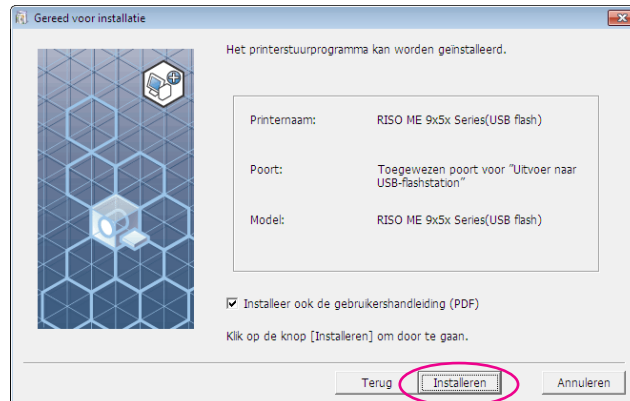 Gereed voor installatie
Het printerstuurprogramma kan worden geïnstalleerd.
Printernaam: RISO ME 9x5x Series(USB flash)
Poort: Toegewezen poort voor "Uitvoer naar
USB-flashstation"
Model: RISO ME 9x5x Series(USB flash)
Installeer ook de gebruikershandleiding (PDF)
Klik op de knop [Installeren] om door te gaan.
Terug Installeren Annuleren